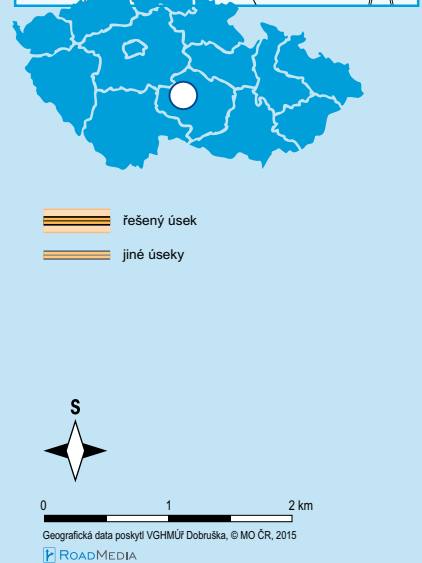 řešený úsek
jiné úseky
S
0 1 2 km
Geografická data poskytl VGHMÚř Dobruška, © MO ČR, 2015
ROADMEDIA